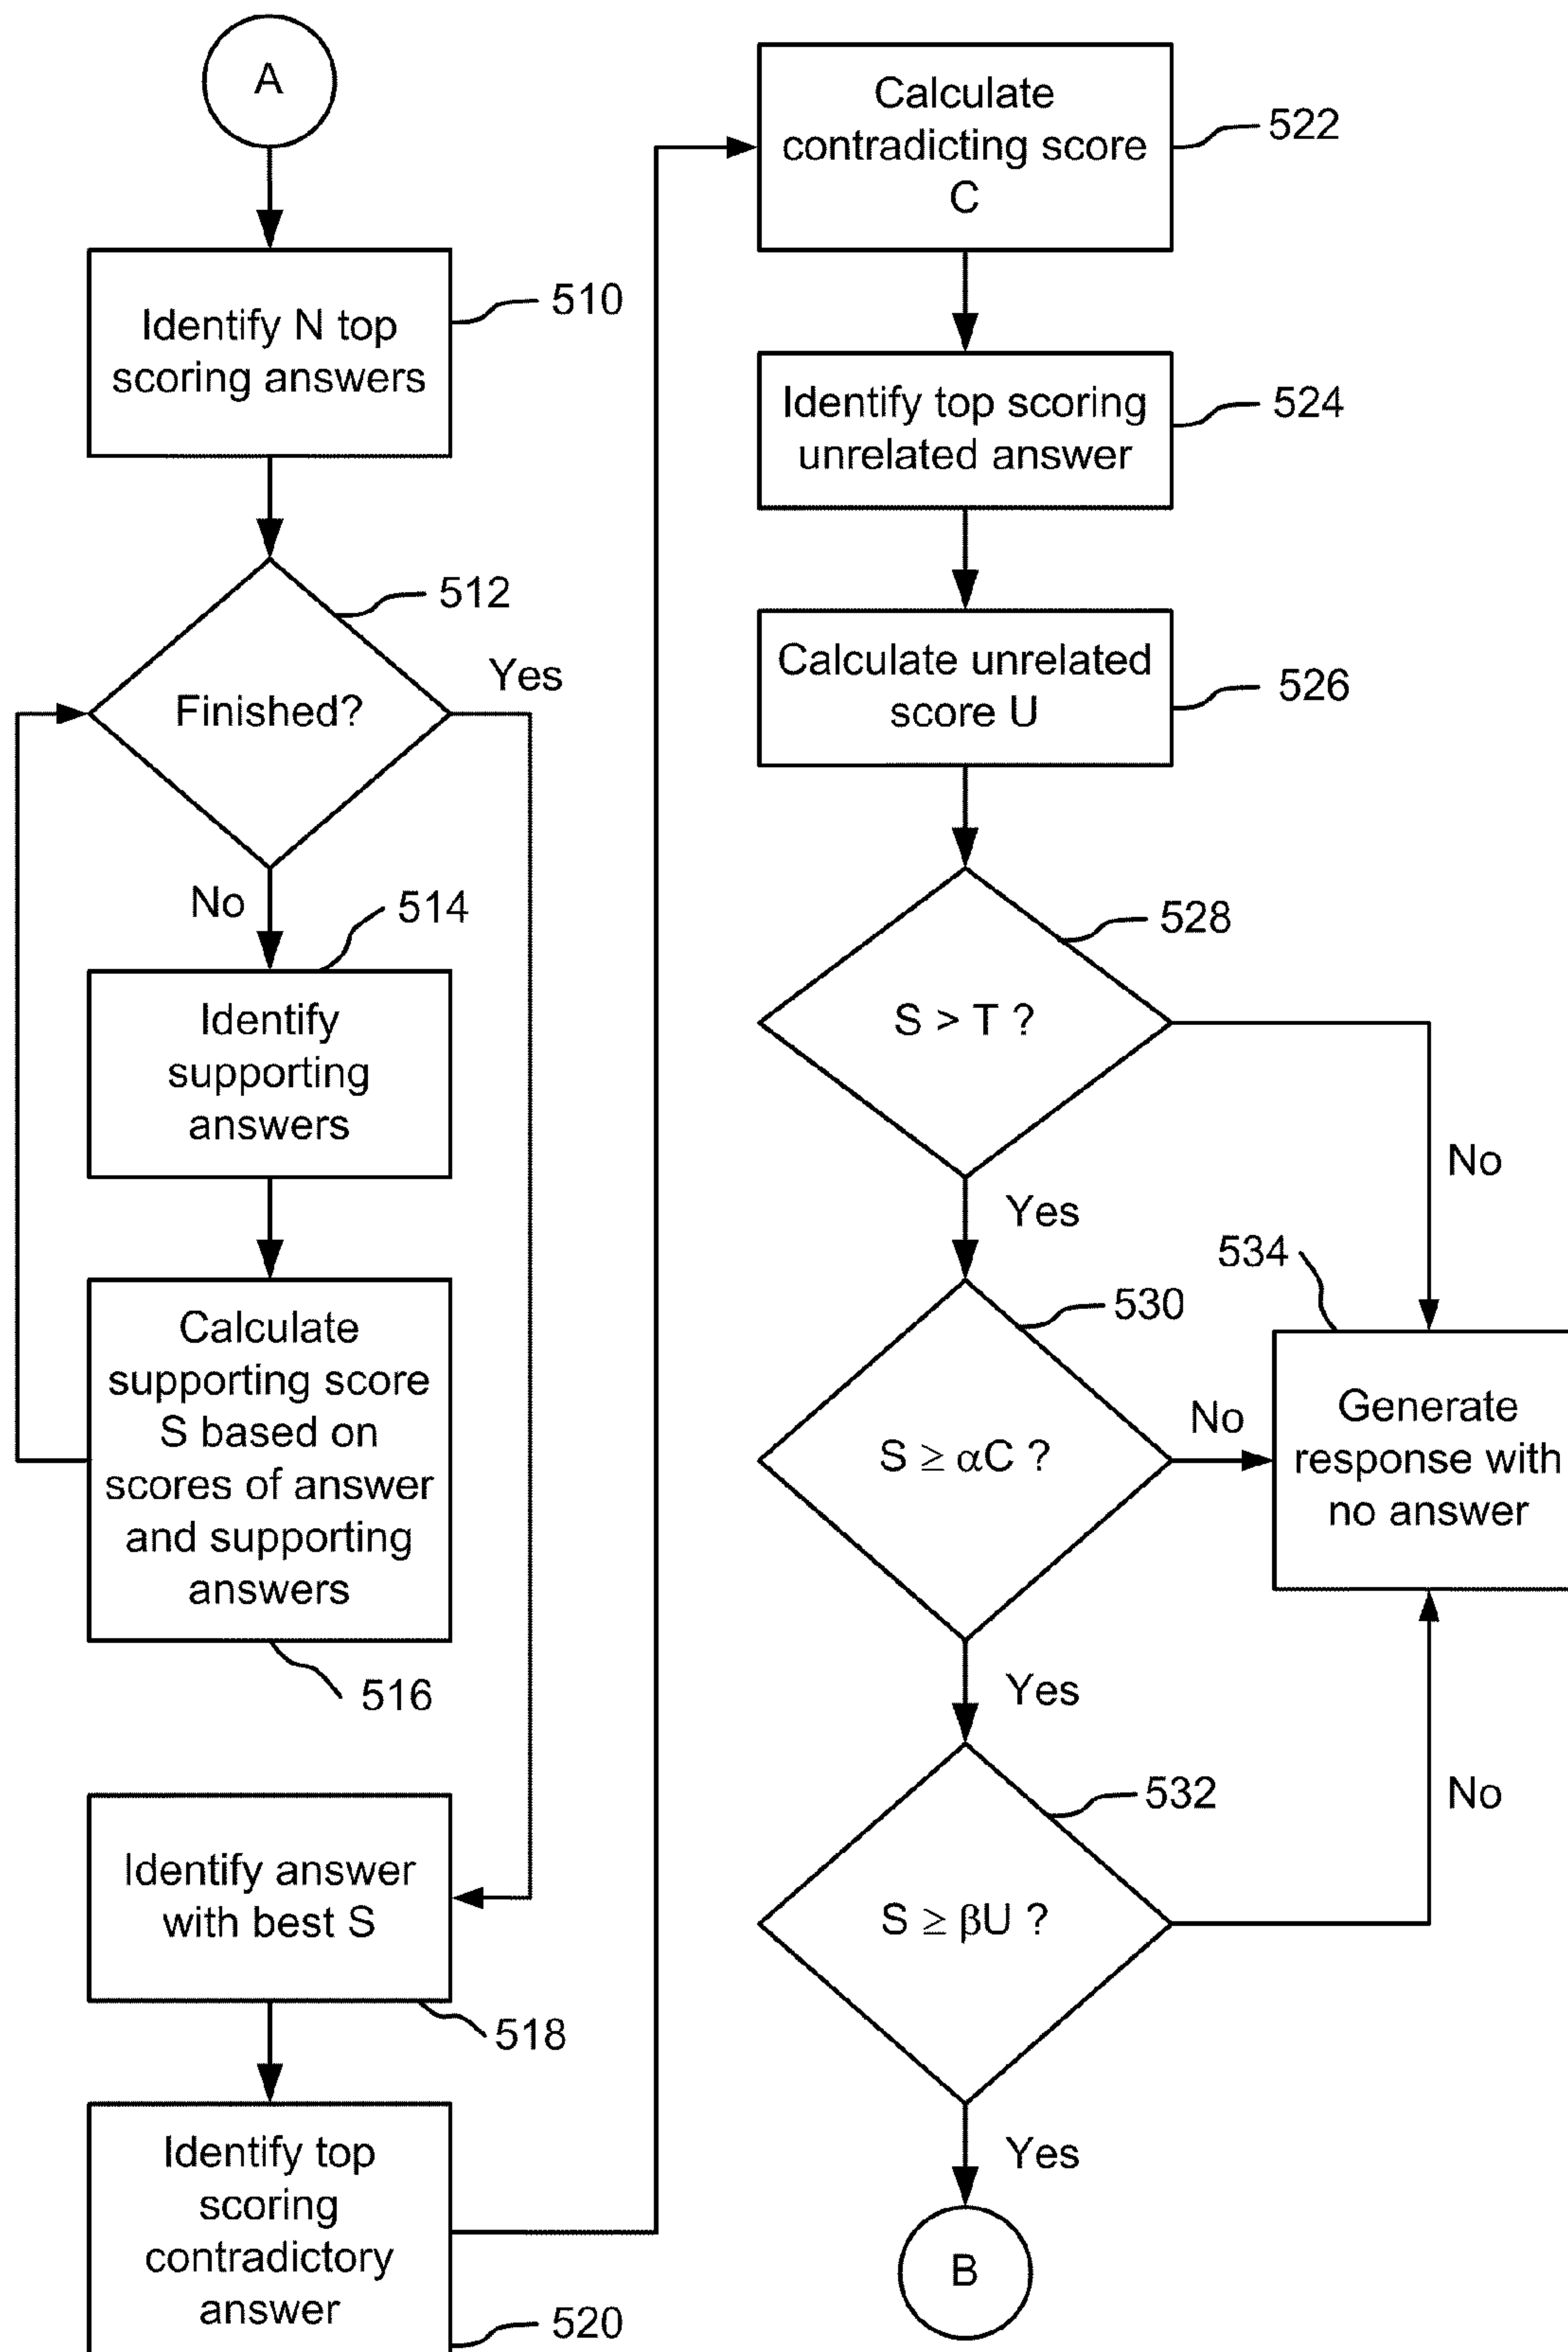 A
Identify N top
scoring answers
510
512
Finished?
Yes
No
514
Identify
supporting
answers
Calculate
supporting score
S based on
scores of answer
and supporting
answers
516
Identify answer
with best S
518
Identify top
scoring
contradictory
answer
520
Calculate
contradicting score
C
522
Identify top scoring
unrelated answer
524
Calculate unrelated
score U
526
528
S > T ?
No
Yes
530
S ≥ αC ?
No
534
Generate
response with
no answer
Yes
532
S ≥ βU ?
No
Yes
B